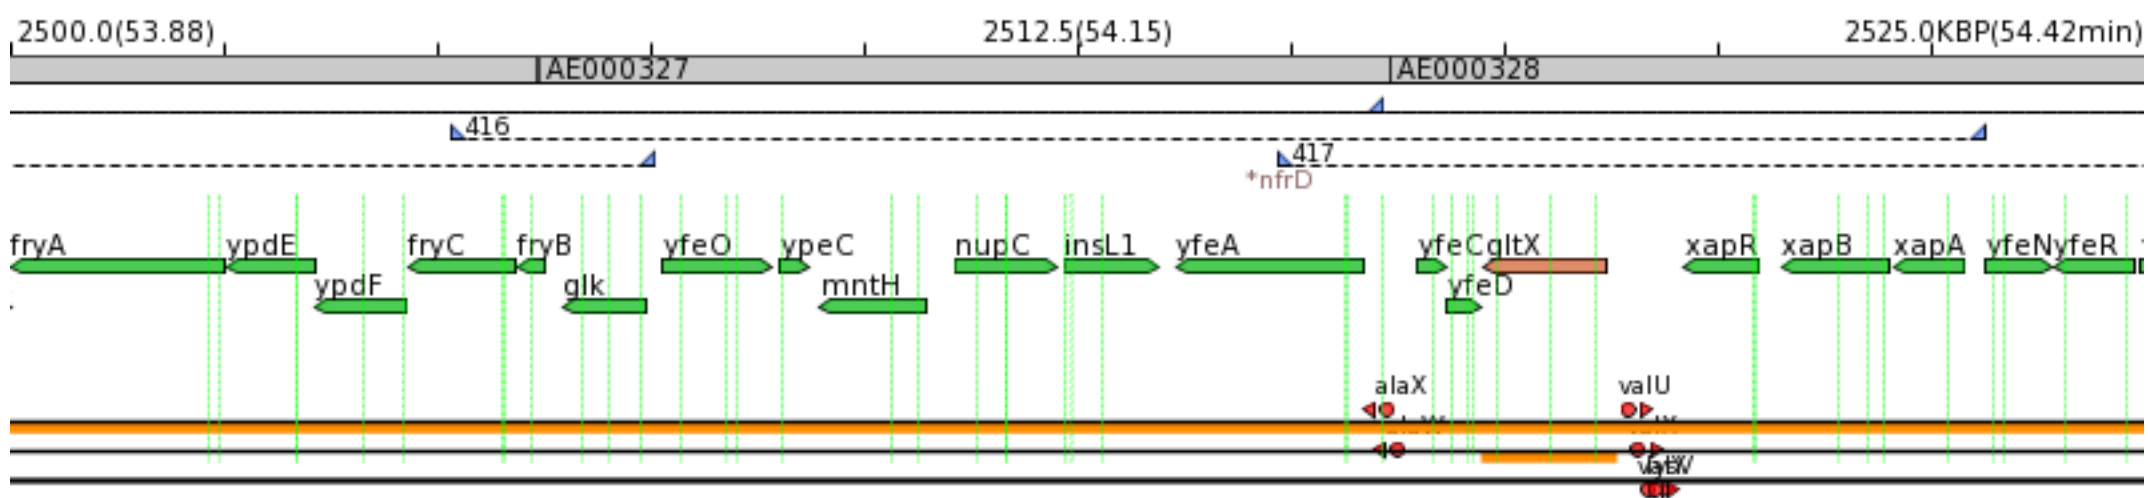 2500.0(53.88) 2512.5(54.15) 2525.0KBP(54.42min)
AE000327 AE000328
416
417
*nfrD
fryA ypdE fryC fryB yfeO ypeC nupC insL1 yfeA yfeC gltX xapR xapB xapA yfeN yfeR
ypdF glk mntH yfeD
alaX valU